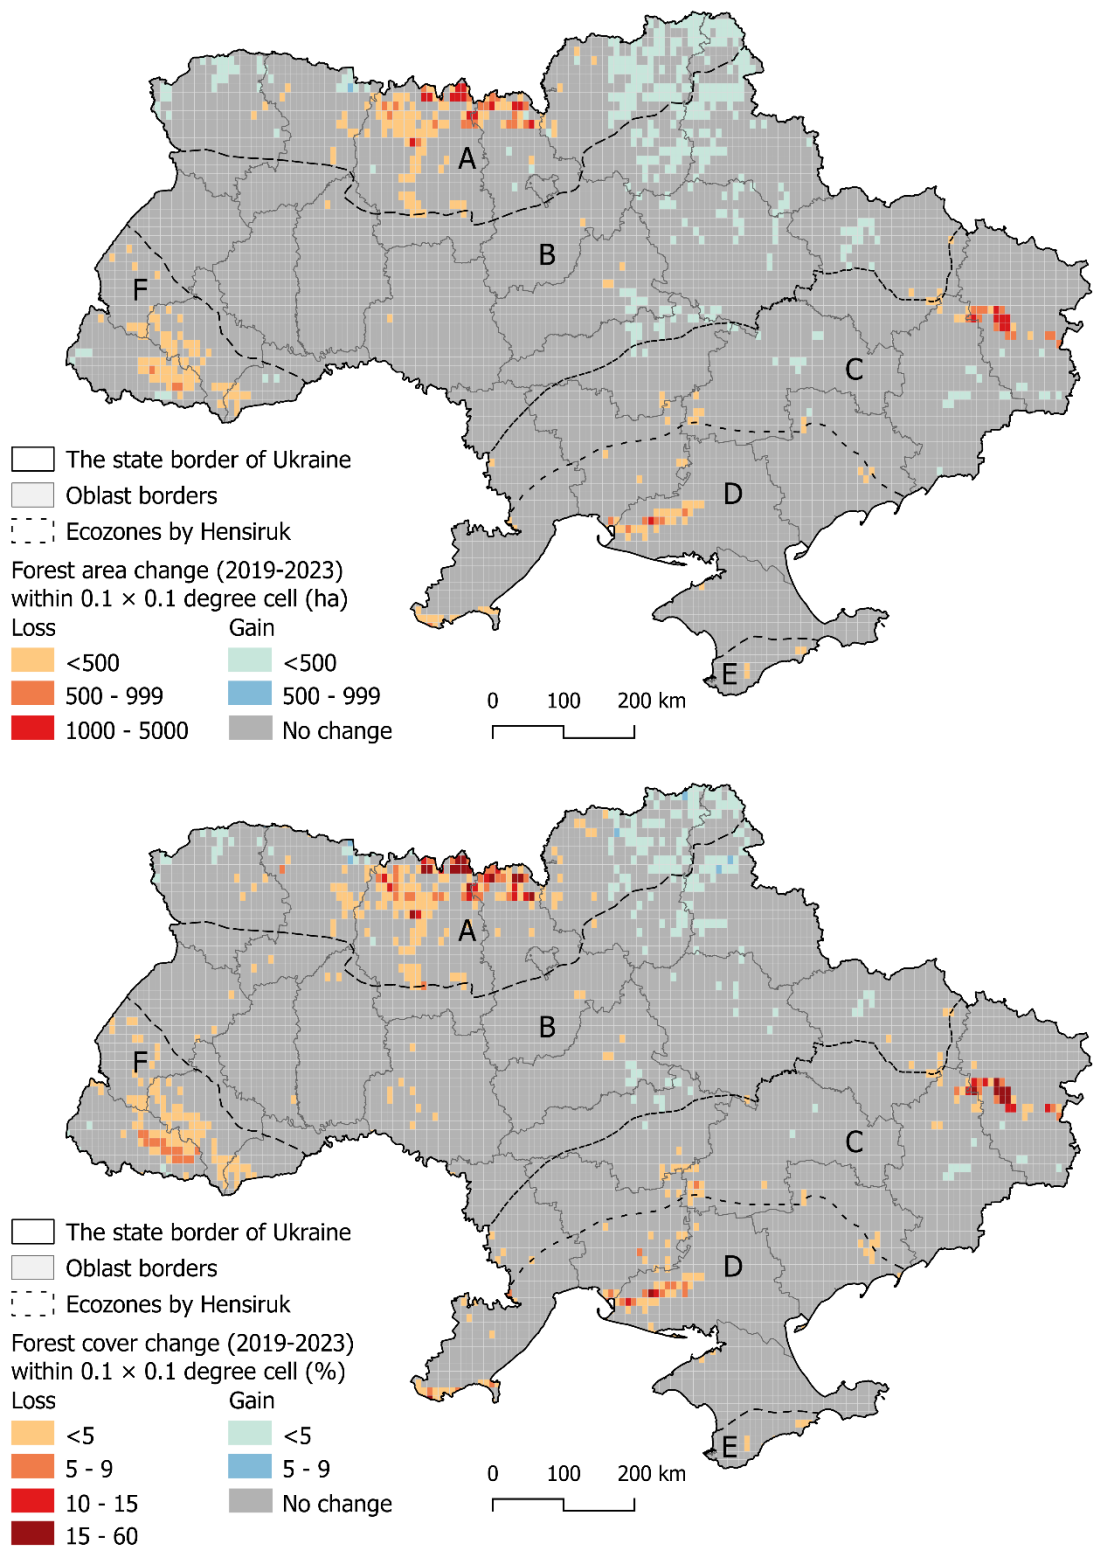 A
B
F
C
D
E
The state border of Ukraine
Oblast borders
Ecozones by Hensiruk
Forest area change (2019-2023)
within 0.1 × 0.1 degree cell (ha)
Loss Gain
<500 <500
500 - 999 500 - 999
1000 - 5000 No change
0 100 200 km
A
B
F
C
D
E
The state border of Ukraine
Oblast borders
Ecozones by Hensiruk
Forest cover change (2019-2023)
within 0.1 × 0.1 degree cell (%)
Loss Gain
<5 <5
5 - 9 5 - 9
10 - 15 No change
15 - 60
0 100 200 km